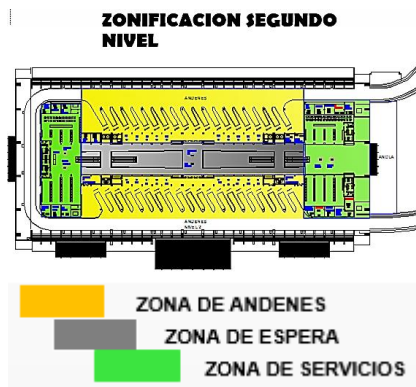 ZONIFICACION SEGUNDO
NIVEL
ANDENES
ANDENES
ZONA DE ANDENES
ZONA DE ESPERA
ZONA DE SERVICIOS